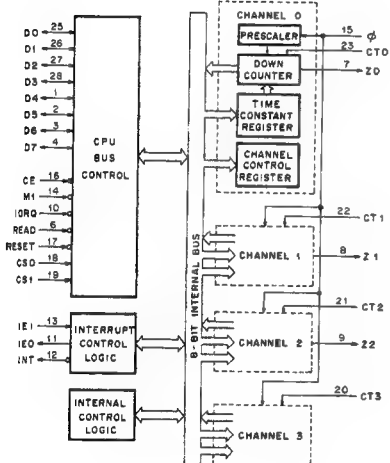 D0 25
D1 26
D2 27
D3 28
D4 1
D5 2
D6 3
D7 4
CE 16
M1 14
IORQ 10
READ 6
RESET 17
CS0 18
CS1 19
CPU
BUS
CONTROL
IEI 13
IEO 11
INT 12
INTERRUPT
CONTROL
LOGIC
INTERNAL
CONTROL
LOGIC
8-BIT INTERNAL BUS
CHANNEL 0
PRESCALER
DOWN
COUNTER
TIME
CONSTANT
REGISTER
CHANNEL
CONTROL
REGISTER
15 ϕ
23 CT0
7 Z0
22 CT1
CHANNEL 1
8 Z1
21 CT2
CHANNEL 2
9 Z2
20 CT3
CHANNEL 3